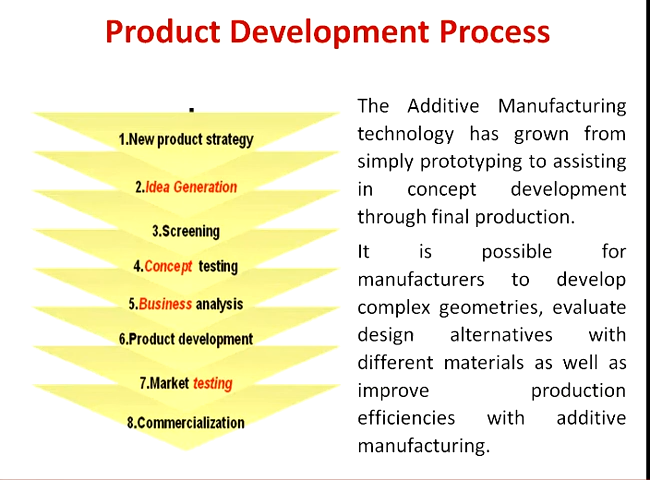 Product Development Process
1.New product strategy
2.Idea Generation
3.Screening
4.Concept testing
5.Business analysis
6.Product development
7.Market testing
8.Commercialization
The Additive Manufacturing
technology has grown from
simply prototyping to assisting
in concept development
through final production.
It is possible for
manufacturers to develop
complex geometries, evaluate
design alternatives with
different materials as well as
improve production
efficiencies with additive
manufacturing.